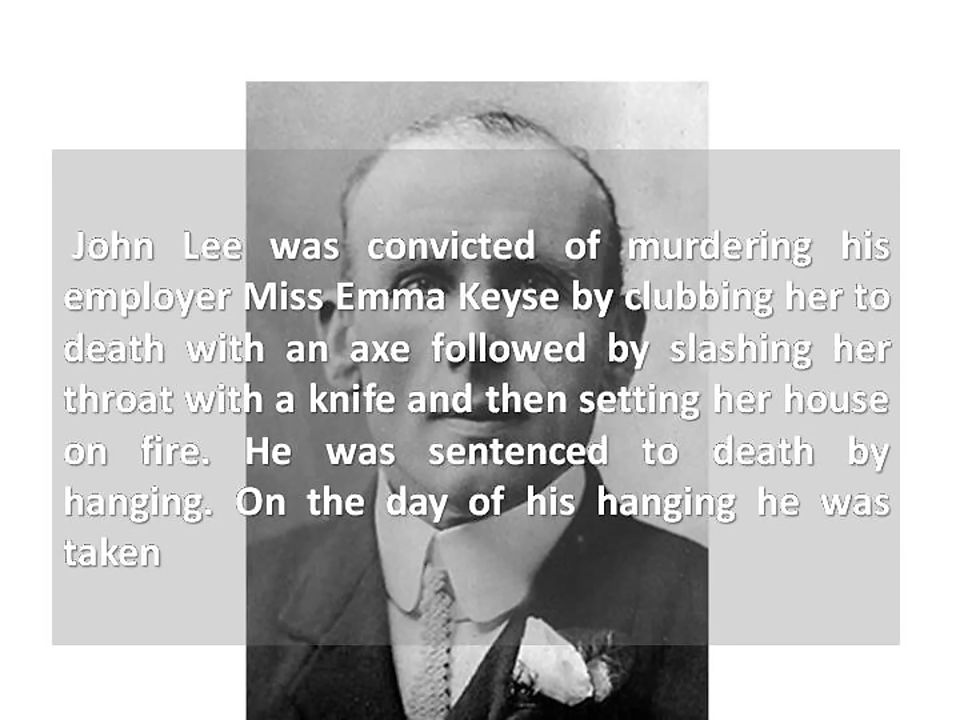 John Lee was convicted of murdering his
employer Miss Emma Keyse by clubbing her to
death with an axe followed by slashing her
throat with a knife and then setting her house
on fire. He was sentenced to death by
hanging. On the day of his hanging he was
taken